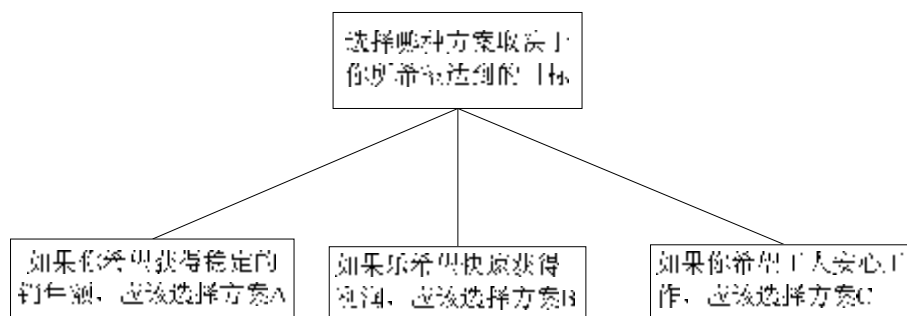 选择哪种方案取决于
你所希望达到的目标
如果你希望获得稳定的
销售额，应该选择方案A
如果你希望快速获得
利润，应该选择方案B
如果你希望工人安心工
作，应该选择方案C